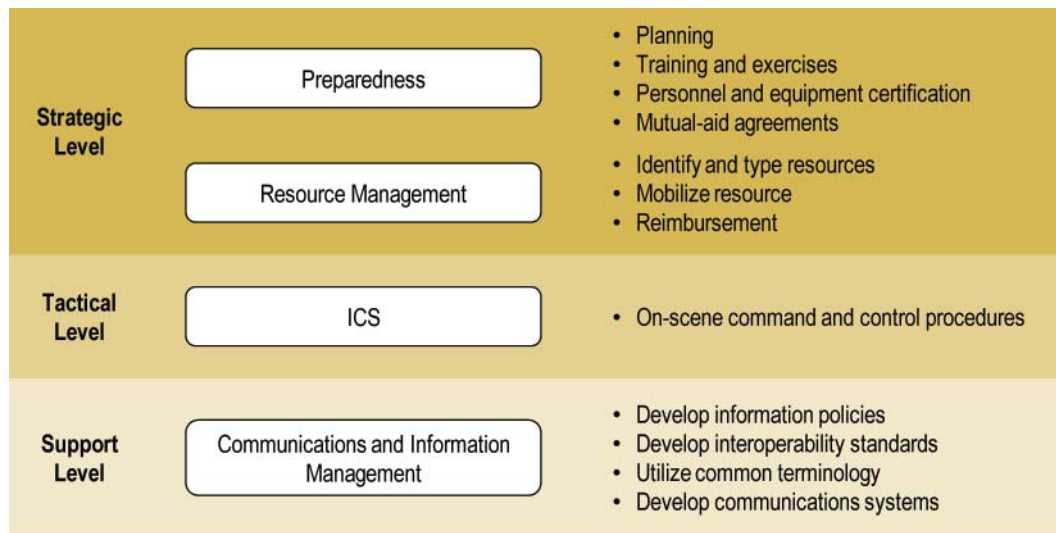 Strategic
Level
Preparedness
• Planning
• Training and exercises
• Personnel and equipment certification
• Mutual-aid agreements
Resource Management
• Identify and type resources
• Mobilize resource
• Reimbursement
Tactical
Level
ICS
• On-scene command and control procedures
Support
Level
Communications and Information
Management
• Develop information policies
• Develop interoperability standards
• Utilize common terminology
• Develop communications systems